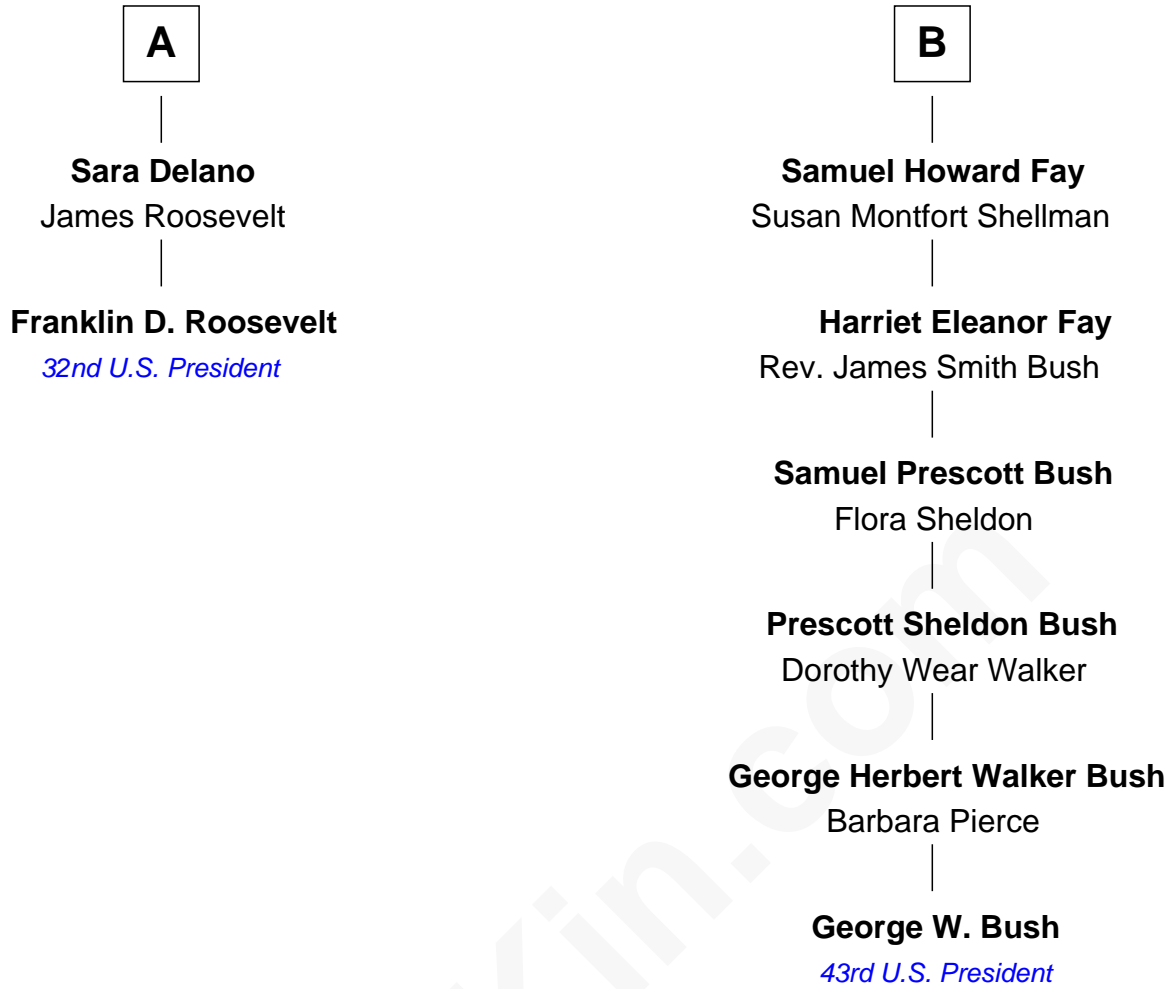 A
Sara Delano
James Roosevelt
Franklin D. Roosevelt
32nd U.S. President
B
Samuel Howard Fay
Susan Montfort Shellman
Harriet Eleanor Fay
Rev. James Smith Bush
Samuel Prescott Bush
Flora Sheldon
Prescott Sheldon Bush
Dorothy Wear Walker
George Herbert Walker Bush
Barbara Pierce
George W. Bush
43rd U.S. President